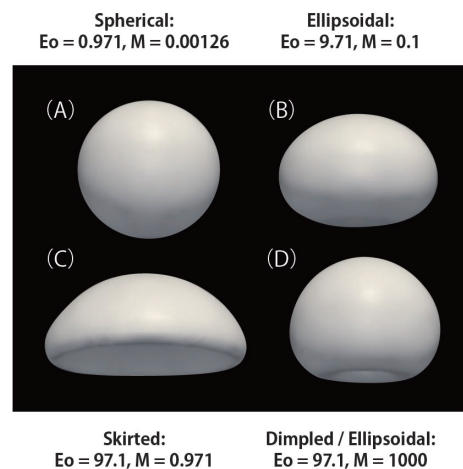 Spherical:
Eo = 0.971, M = 0.00126
Ellipsoidal:
Eo = 9.71, M = 0.1
(A)
(B)
(C)
(D)
Skirted:
Eo = 97.1, M = 0.971
Dimpled / Ellipsoidal:
Eo = 97.1, M = 1000